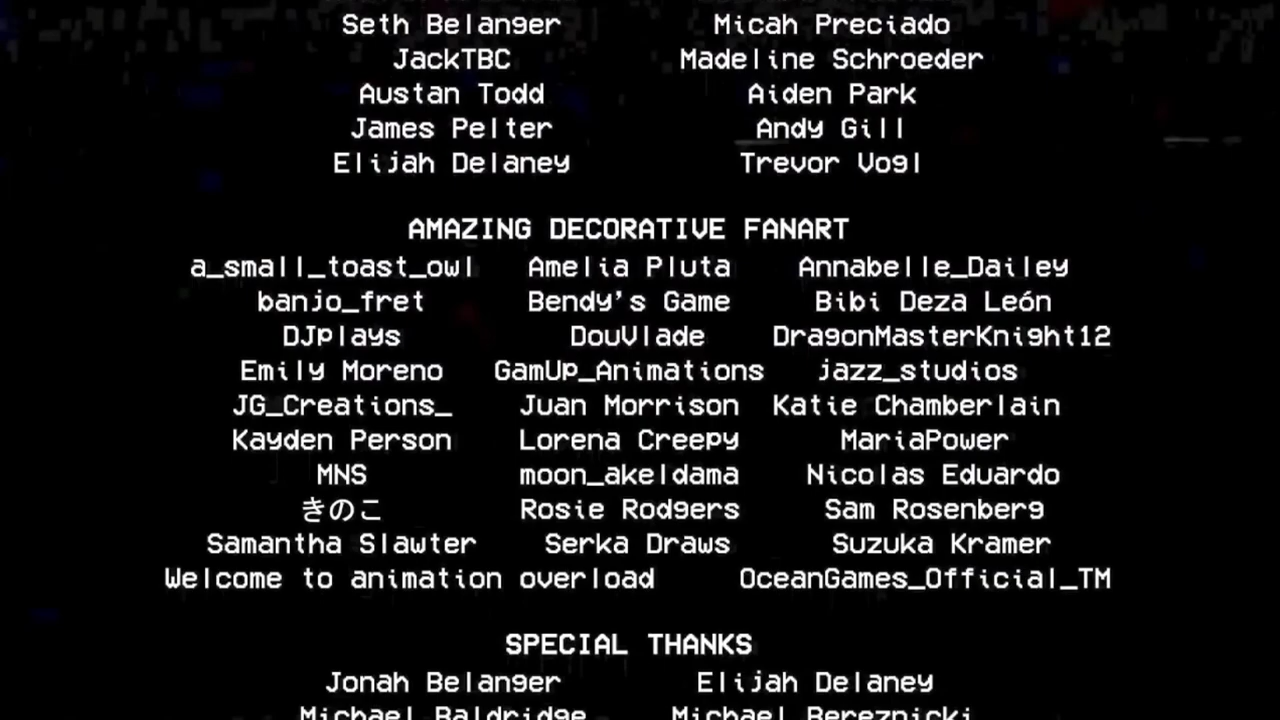 Seth Belanger Micah Preciado
JackTBC Madeline Schroeder
Austan Todd Aiden Park
James Pelter Andy Gill
Elijah Delaney Trevor Vogl
AMAZING DECORATIVE FANART
a_small_toast_owl Amelia Pluta Annabelle_Dailey
banjo_fret Bendy's Game Bibi Deza León
DJplays DouVlade DragonMasterKnight12
Emily Moreno GamUp_Animations jazz_studios
JG_Creations_ Juan Morrison Katie Chamberlain
Kayden Person Lorena Creepy MariaPower
MNS moon_akeldama Nicolas Eduardo
きのこ Rosie Rodgers Sam Rosenberg
Samantha Slawter Serka Draws Suzuka Kramer
Welcome to animation overload OceanGames_Official_TM
SPECIAL THANKS
Jonah Belanger Elijah Delaney
Michael Baldridge Michael Bereznicki